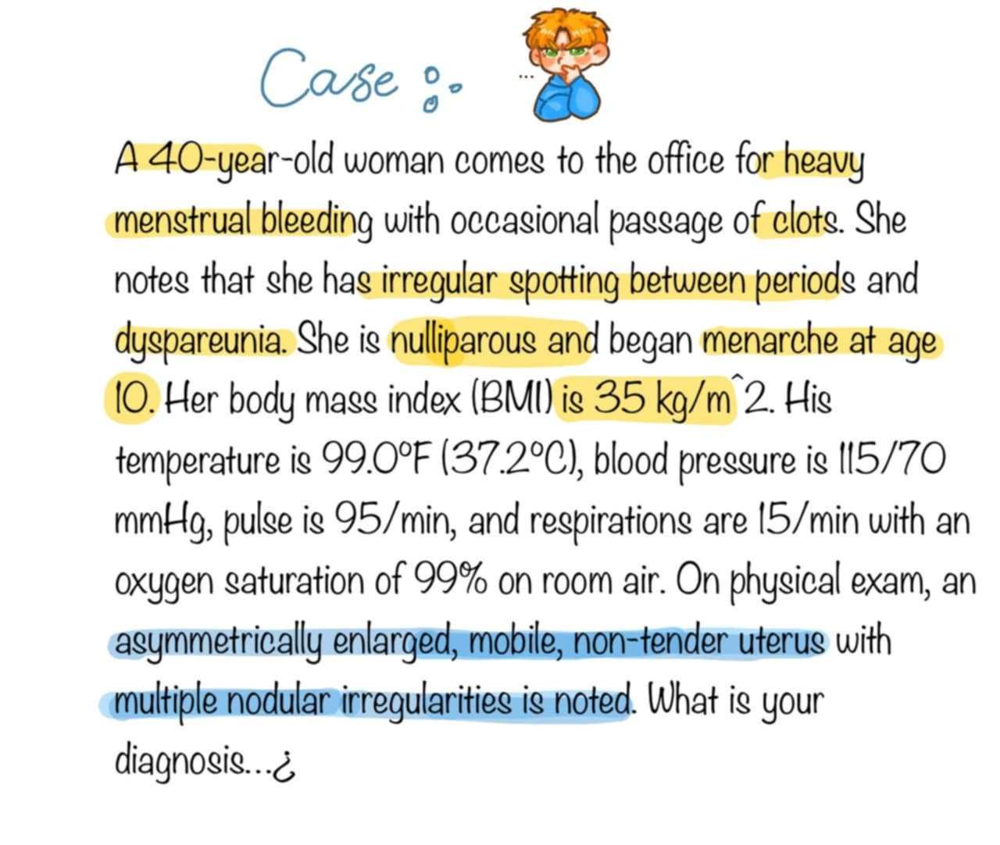 Case :-
...
A 40-year-old woman comes to the office for heavy
menstrual bleeding with occasional passage of clots. She
notes that she has irregular spotting between periods and
dyspareunia. She is nulliparous and began menarche at age
10. Her body mass index (BMI) is 35 kg/m^2. His
temperature is 99.0°F (37.2°C), blood pressure is 115/70
mmHg, pulse is 95/min, and respirations are 15/min with an
oxygen saturation of 99% on room air. On physical exam, an
asymmetrically enlarged, mobile, non-tender uterus with
multiple nodular irregularities is noted. What is your
diagnosis...¿